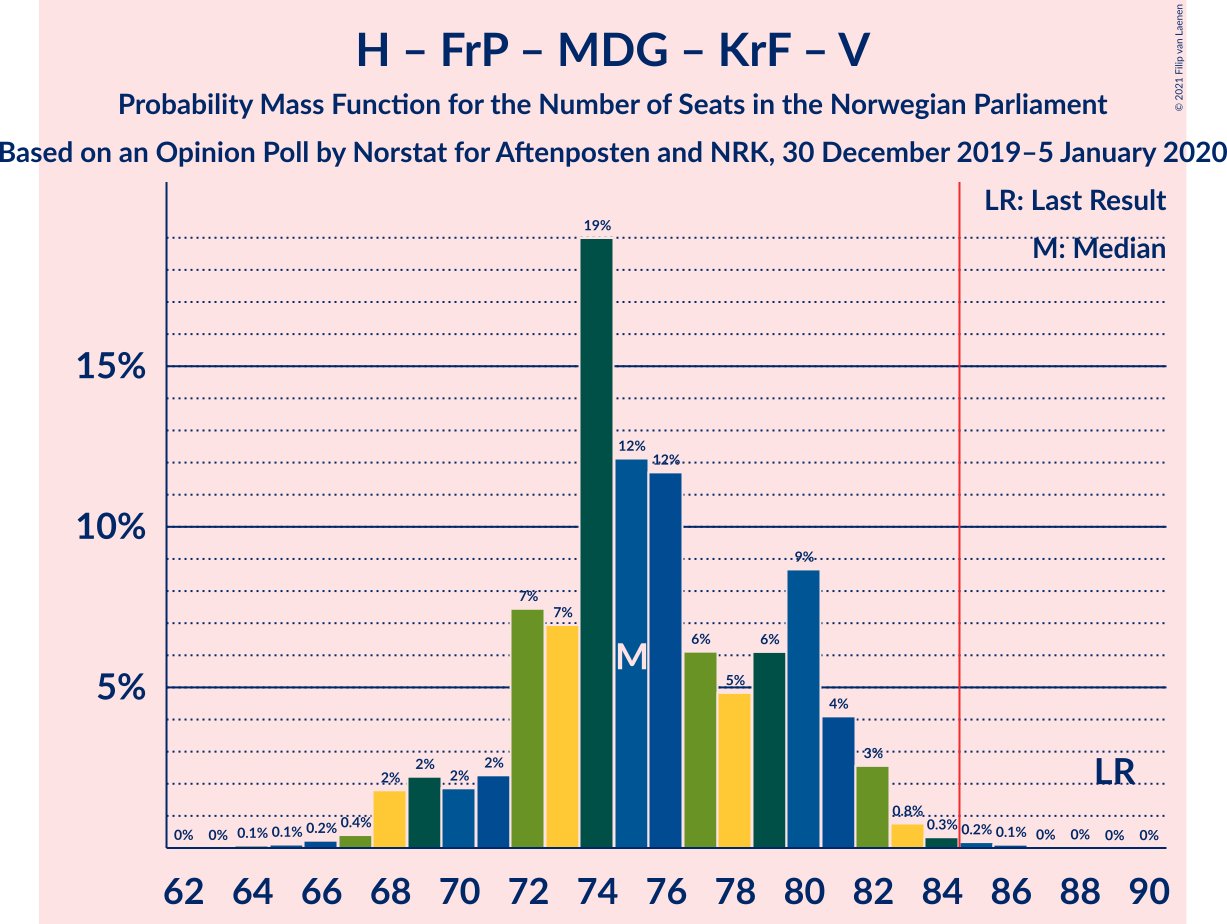 H – FrP – MDG – KrF – V
Probability Mass Function for the Number of Seats in the Norwegian Parliament
Based on an Opinion Poll by Norstat for Aftenposten and NRK, 30 December 2019–5 January 2020
© 2021 Filip van Laenen
LR: Last Result
M: Median
15%
10%
5%
0% 0% 0.1% 0.1% 0.2% 0.4% 2% 2% 2% 2% 7% 7% 19% 12% 12% 6% 5% 6% 9% 4% 3% 0.8% 0.3% 0.2% 0.1% 0% 0% 0% 0%
M
LR
62 64 66 68 70 72 74 76 78 80 82 84 86 88 90